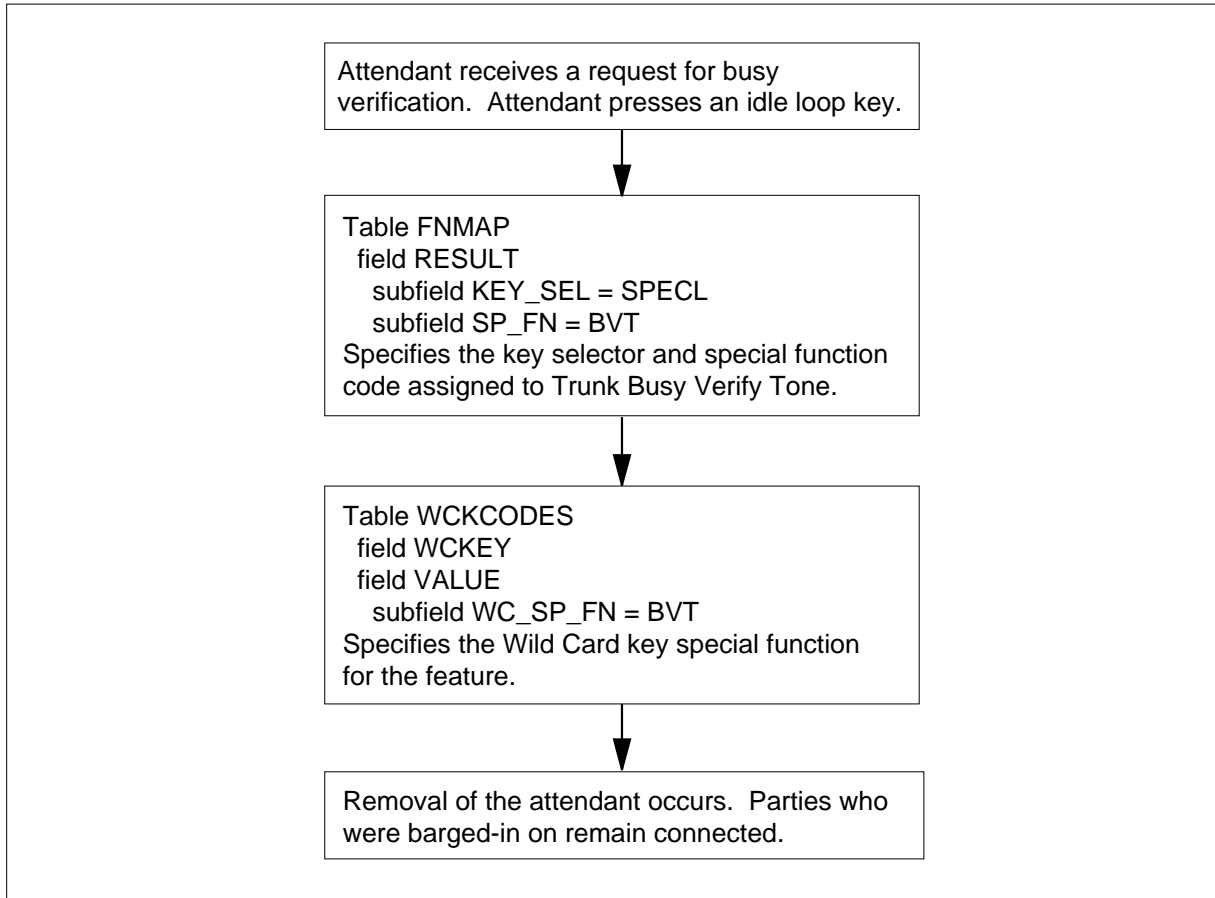 Attendant receives a request for busy
verification.  Attendant presses an idle loop key.
Table FNMAP
field RESULT
subfield KEY_SEL = SPECL
subfield SP_FN = BVT
Specifies the key selector and special function
code assigned to Trunk Busy Verify Tone.
Table WCKCODES
field WCKEY
field VALUE
subfield WC_SP_FN = BVT
Specifies the Wild Card key special function
for the feature.
Removal of the attendant occurs.  Parties who
were barged-in on remain connected.